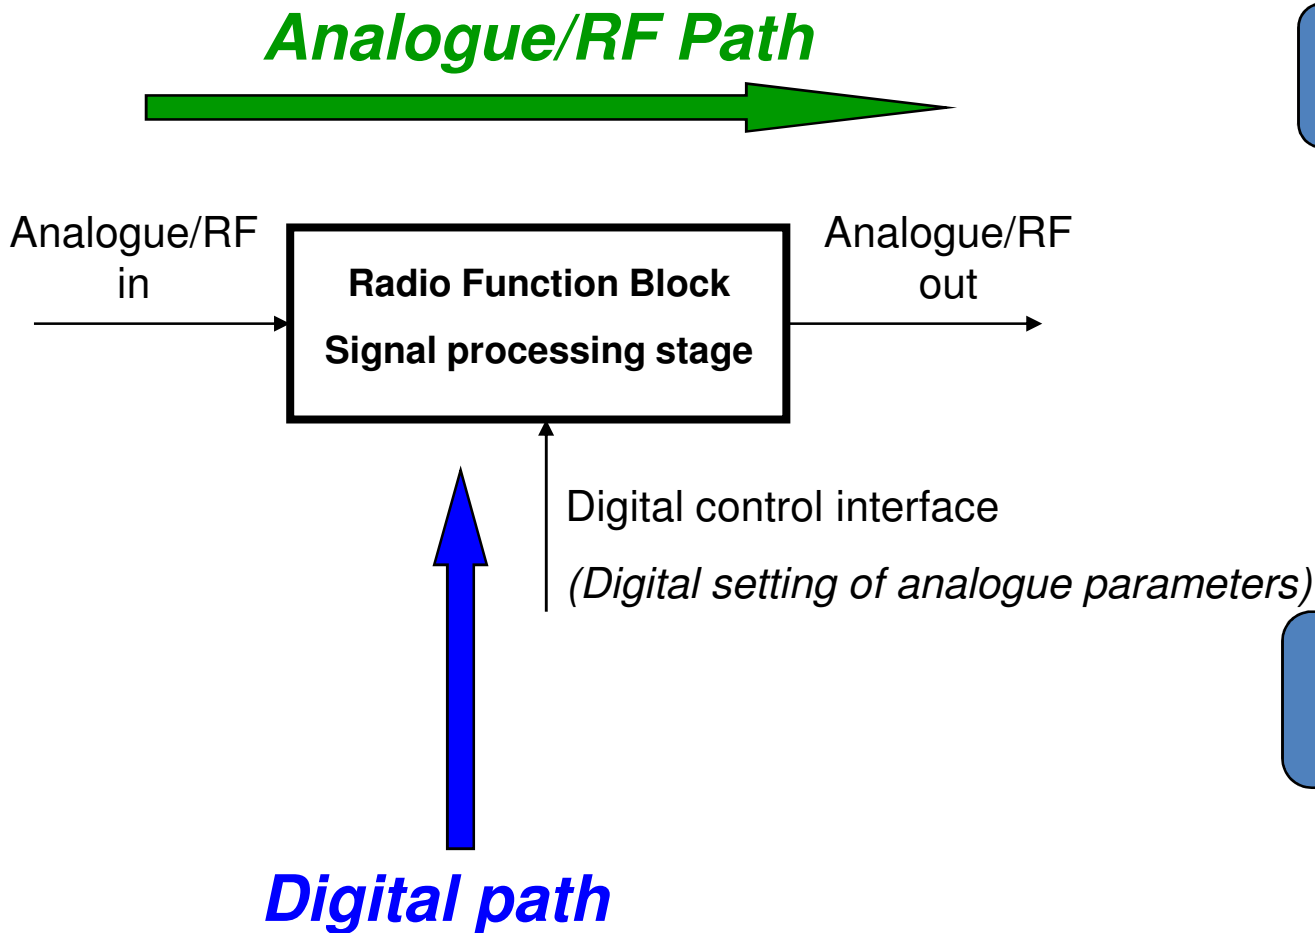 Analogue/RF Path
Analogue/RF
in
Radio Function Block
Signal processing stage
Analogue/RF
out
Digital control interface
(Digital setting of analogue parameters)
Digital path